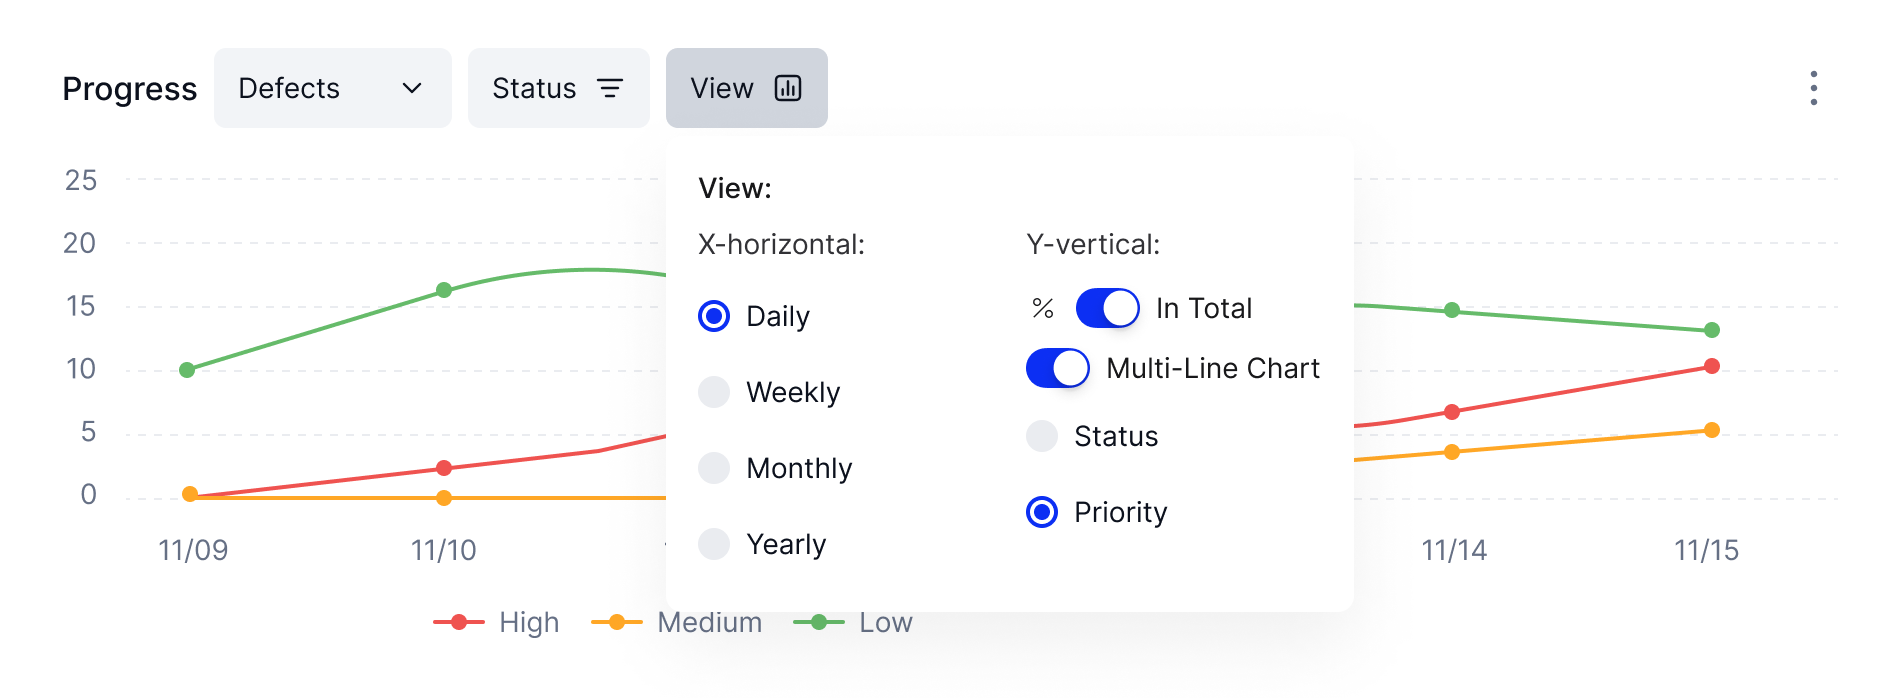 Progress
Defects
Status
View
View:
X-horizontal:
Y-vertical:
Daily
Weekly
Monthly
Yearly
% In Total
Multi-Line Chart
Status
Priority
25
20
15
10
5
0
11/09
11/10
11/14
11/15
High
Medium
Low